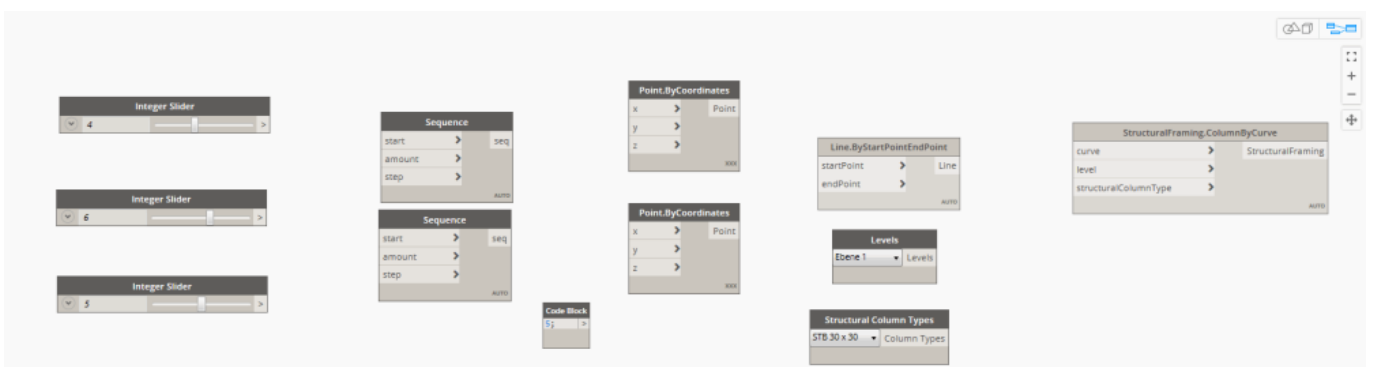 Integer Slider
4 >
Integer Slider
6 >
Integer Slider
5 >
Sequence
start > seq
amount >
step >
AUTO
Sequence
start > seq
amount >
step >
AUTO
Code Block
5; >
Point.ByCoordinates
x > Point
y >
z >
XXX
Point.ByCoordinates
x > Point
y >
z >
XXX
Line.ByStartPointEndPoint
startPoint > Line
endPoint >
AUTO
Levels
Ebene 1 Levels
Structural Column Types
STB 30 x 30 Column Types
StructuralFraming.ColumnByCurve
curve > StructuralFraming
level >
structuralColumnType >
AUTO